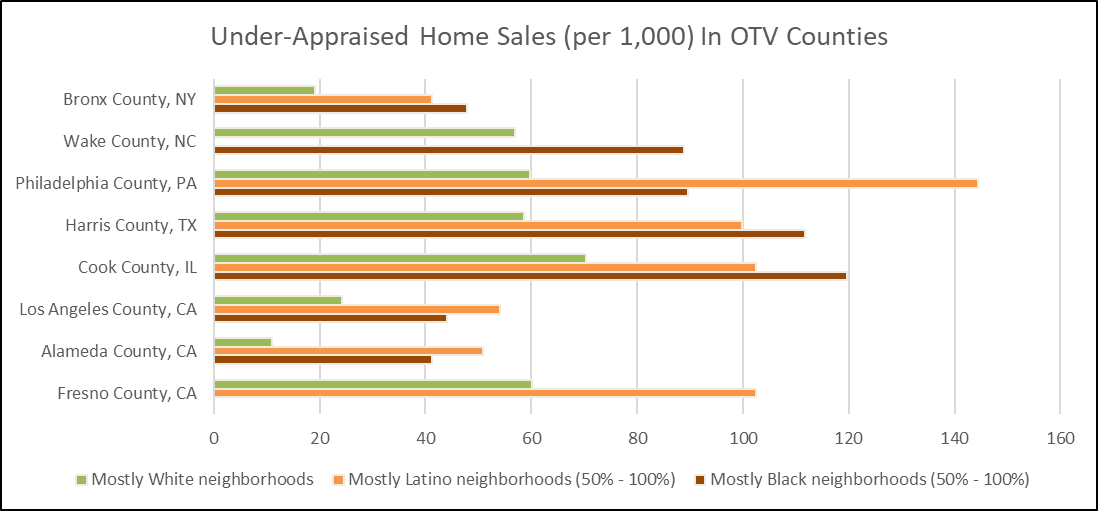 Under-Appraised Home Sales (per 1,000) In OTV Counties
Bronx County, NY
Wake County, NC
Philadelphia County, PA
Harris County, TX
Cook County, IL
Los Angeles County, CA
Alameda County, CA
Fresno County, CA
0 20 40 60 80 100 120 140 160
Mostly White neighborhoods Mostly Latino neighborhoods (50% - 100%) Mostly Black neighborhoods (50% - 100%)